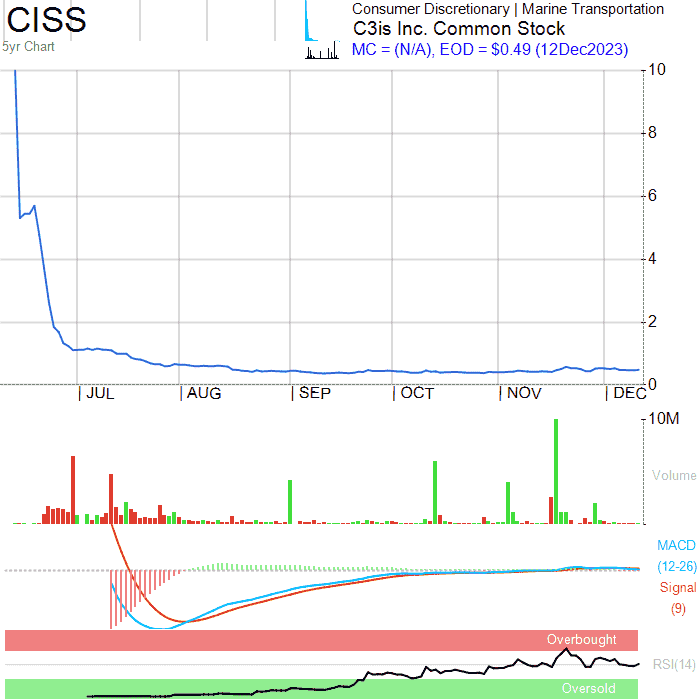 CISS
5yr Chart
Consumer Discretionary | Marine Transportation
C3is Inc. Common Stock
MC = (N/A), EOD = $0.49 (12Dec2023)
10
8
6
4
2
0
JUL AUG SEP OCT NOV DEC
10M
Volume
MACD
(12-26)
Signal
(9)
Overbought
RSI(14)
Oversold